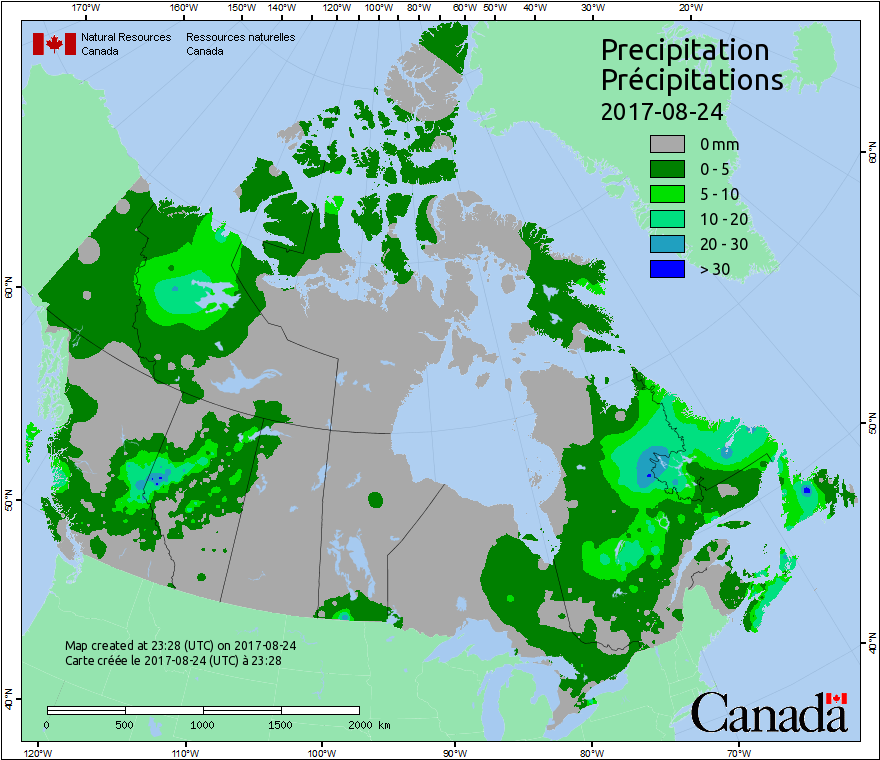 170°W 160°W 150°W 140°W 120°W 100°W 80°W 60°W 50°W 40°W 30°W 20°W
Natural Resources Ressources naturelles
Canada Canada
Precipitation
Précipitations
2017-08-24
0 mm
0 - 5
5 - 10
10 - 20
20 - 30
> 30
60°N
60°N
50°N
50°N
40°N
40°N
Map created at 23:28 (UTC) on 2017-08-24
Carte créée le 2017-08-24 (UTC) à 23:28
0 500 1000 1500 2000 km
Canada
120°W 110°W 100°W 90°W 80°W 70°W